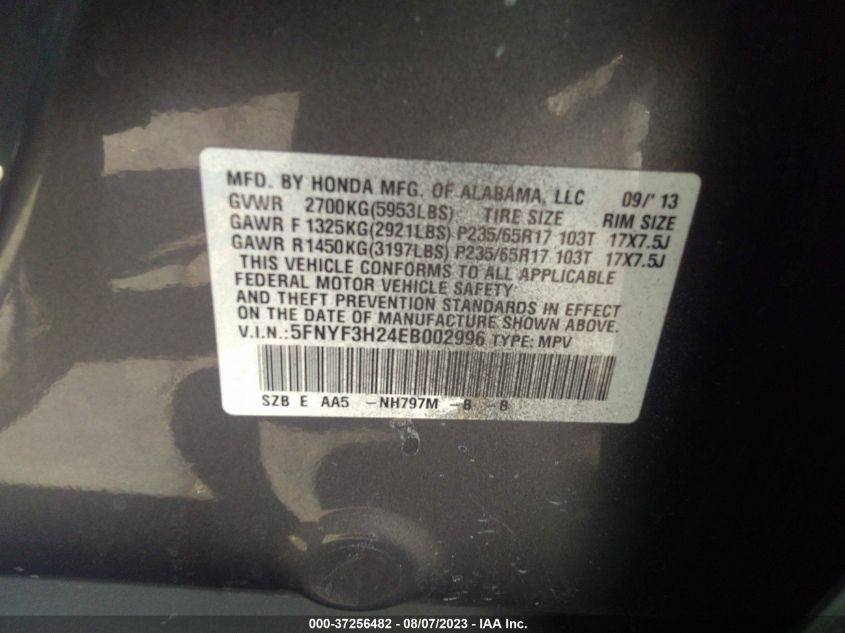 MFD. BY HONDA MFG. OF ALABAMA, LLC 09/'13
GVWR 2700KG(5953LBS) TIRE SIZE RIM SIZE
GAWR F 1325KG(2921LBS) P235/65R17 103T 17X7.5J
GAWR R1450KG(3197LBS) P235/65R17 103T 17X7.5J
THIS VEHICLE CONFORMS TO ALL APPLICABLE
FEDERAL MOTOR VEHICLE SAFETY
AND THEFT PREVENTION STANDARDS IN EFFECT
ON THE DATE OF MANUFACTURE SHOWN ABOVE.
V.I.N.:5FNYF3H24EB002996 TYPE: MPV
SZB E AA5 -NH797M -B -B
000-37256482 - 08/07/2023 - IAA Inc.